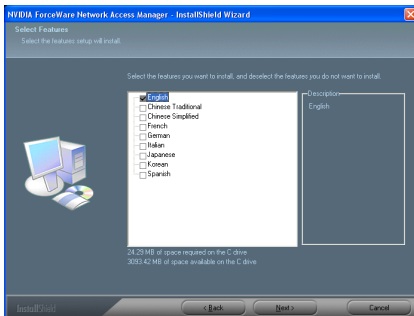 NVIDIA ForceWare Network Access Manager - InstallShield Wizard
Select Features
Select the features setup will install.
Select the features you want to install, and deselect the features you do not want to install.
English
Chinese Traditional
Chinese Simplified
French
German
Italian
Japanese
Korean
Spanish
Description
English
24.29 MB of space required on the C drive
3093.42 MB of space available on the C drive
InstallShield
< Back
Next >
Cancel